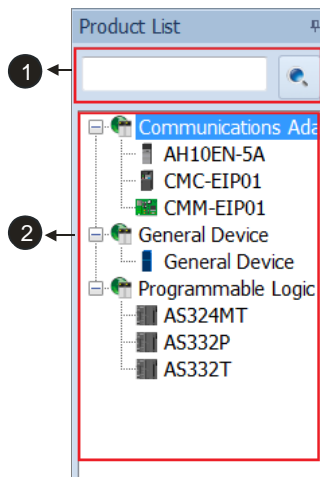 Product List
1
Communications Ada
AH10EN-5A
CMC-EIP01
CMM-EIP01
2
General Device
General Device
Programmable Logic
AS324MT
AS332P
AS332T